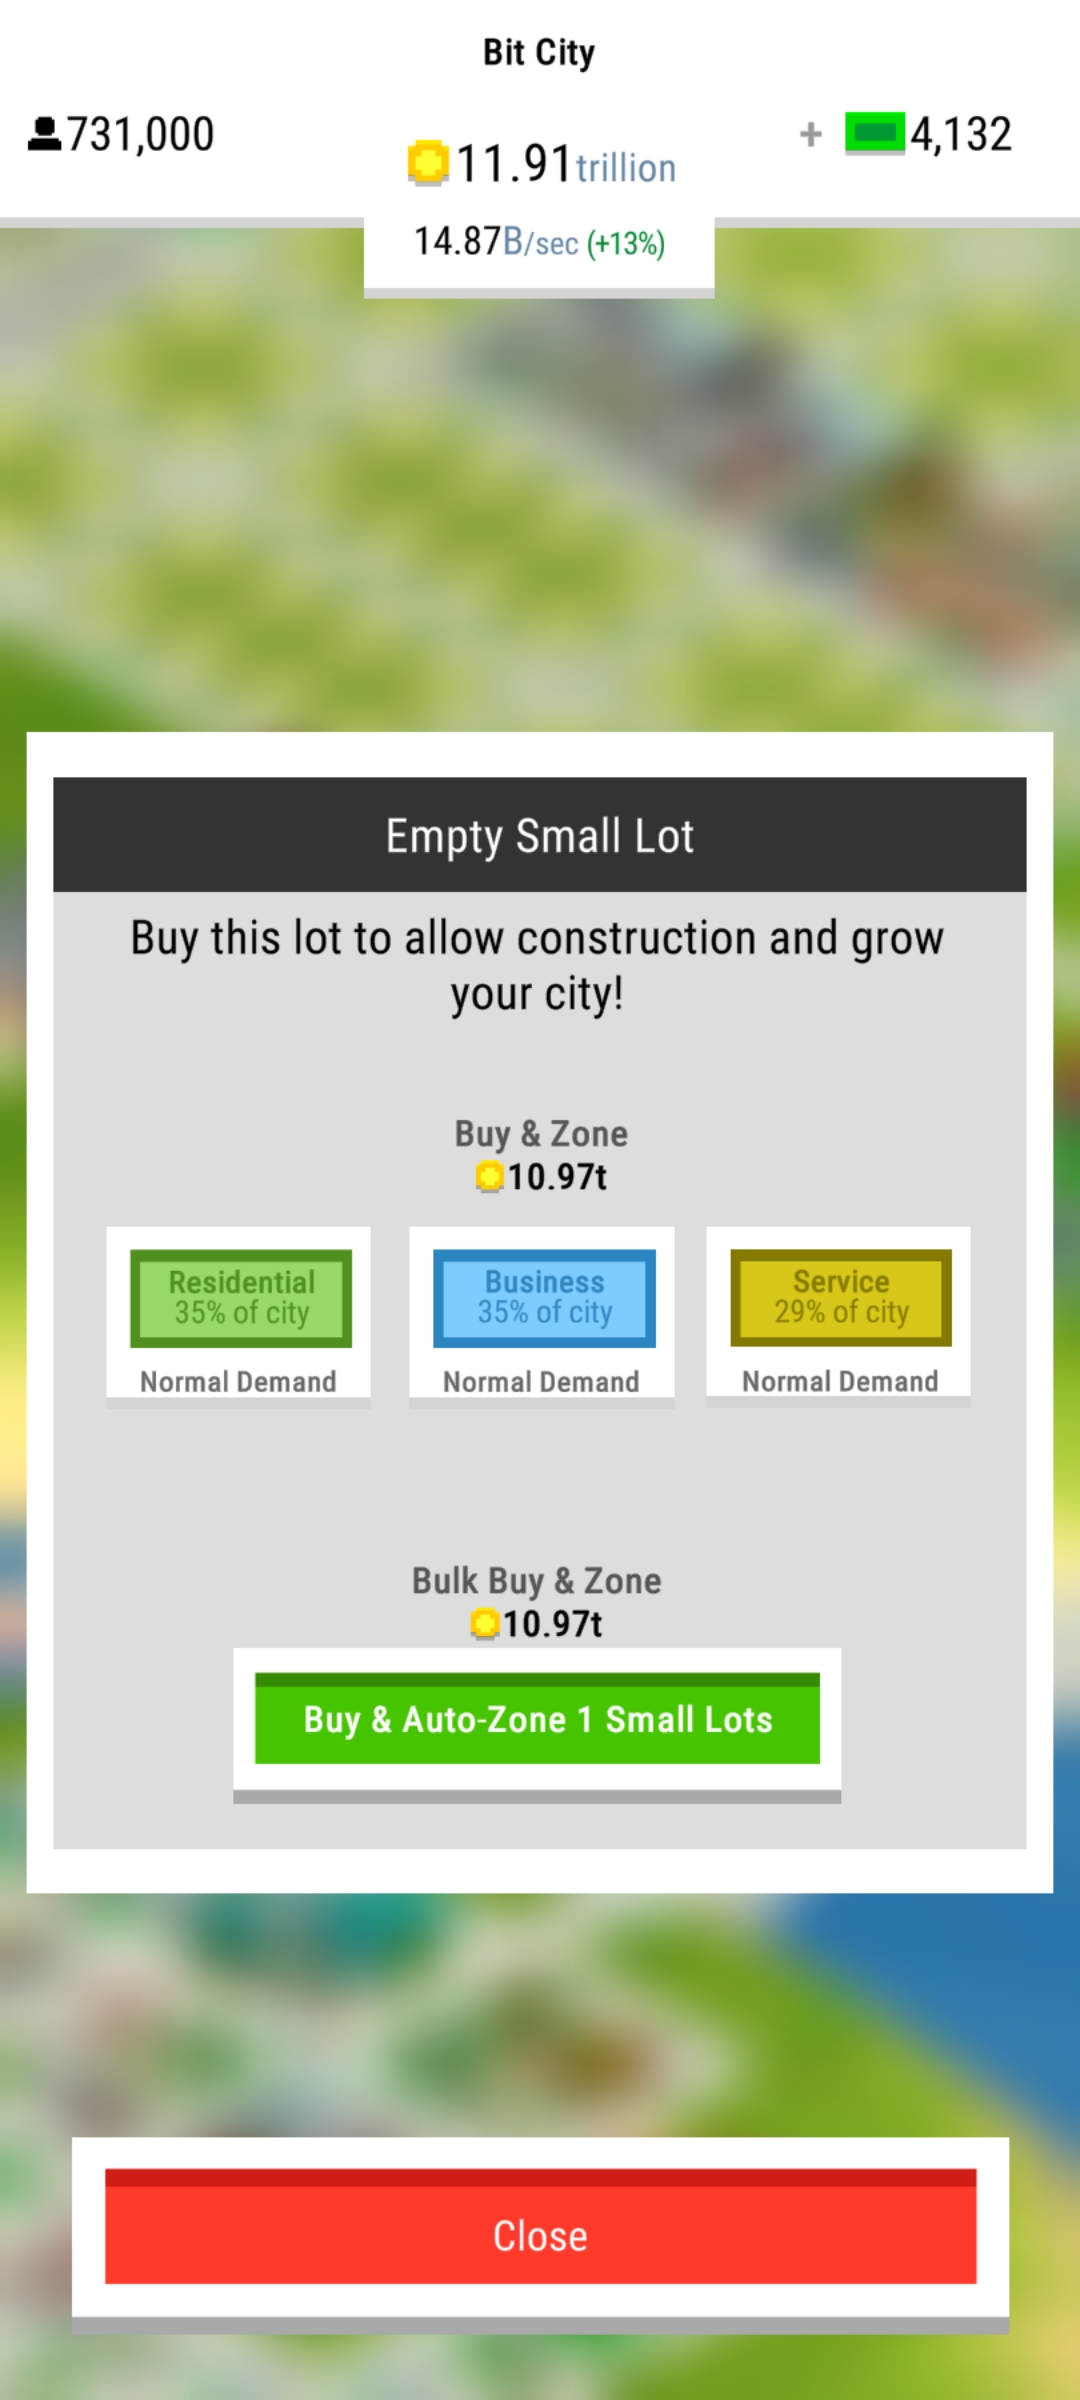 Bit City
731,000
11.91trillion
+ 4,132
14.87B/sec (+13%)
Empty Small Lot
Buy this lot to allow construction and grow
your city!
Buy & Zone
10.97t
Residential
35% of city
Normal Demand
Business
35% of city
Normal Demand
Service
29% of city
Normal Demand
Bulk Buy & Zone
10.97t
Buy & Auto-Zone 1 Small Lots
Close